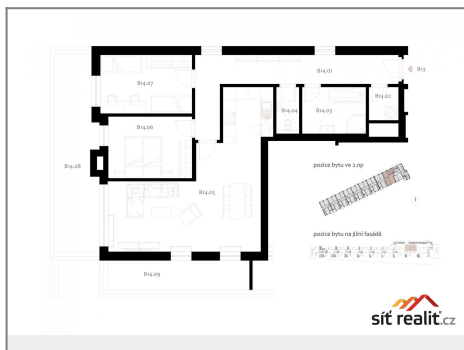 B14.01
B13
B14.07
B14.02
B14.04
B14.03
B14.06
B14.08
pozice bytu ve 2.np
B14.05
pozice bytu na jižní fasádě
B14.09
sít realit.cz